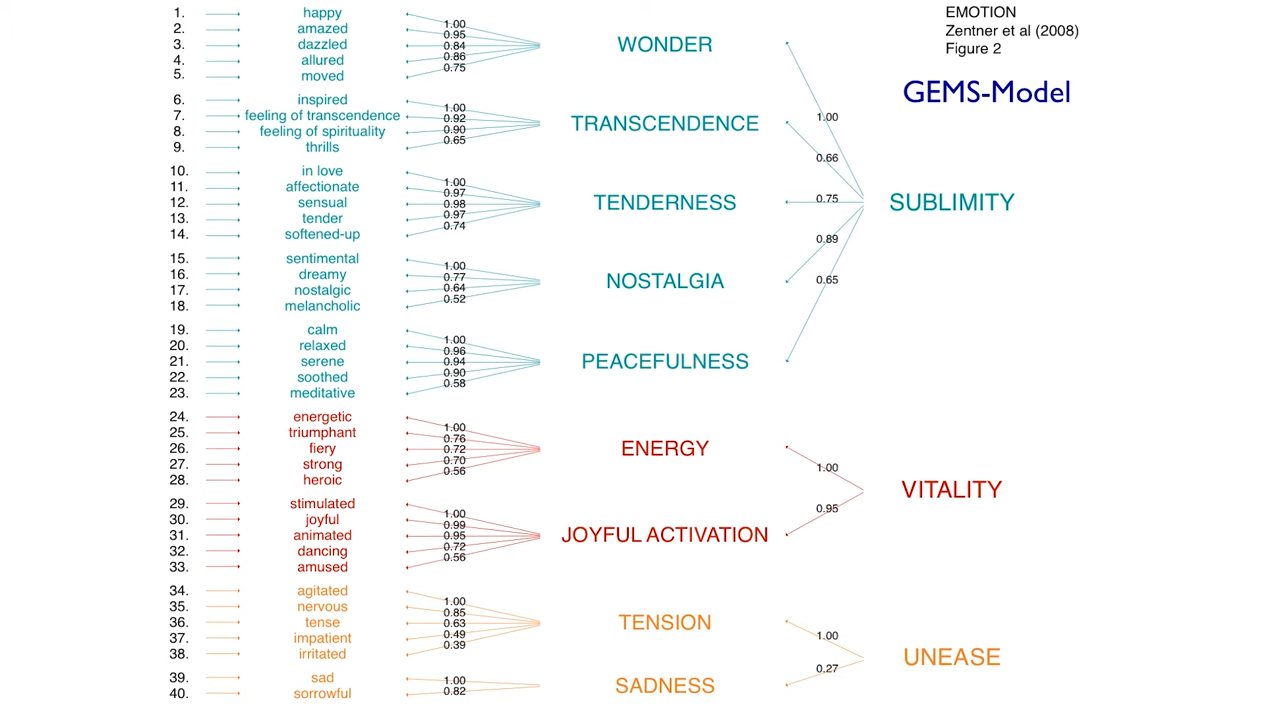 EMOTION
Zentner et al (2008)
Figure 2
GEMS-Model
1. happy 1.00
2. amazed 0.95
3. dazzled 0.84
4. allured 0.86
5. moved 0.75
WONDER
6. inspired 1.00
7. feeling of transcendence 0.92
8. feeling of spirituality 0.90
9. thrills 0.65
TRANSCENDENCE
10. in love 1.00
11. affectionate 0.97
12. sensual 0.98
13. tender 0.97
14. softened-up 0.74
TENDERNESS
15. sentimental 1.00
16. dreamy 0.77
17. nostalgic 0.64
18. melancholic 0.52
NOSTALGIA
19. calm 1.00
20. relaxed 0.96
21. serene 0.94
22. soothed 0.90
23. meditative 0.58
PEACEFULNESS
1.00
0.66
0.75
0.89
0.65
SUBLIMITY
24. energetic 1.00
25. triumphant 0.76
26. fiery 0.72
27. strong 0.70
28. heroic 0.56
ENERGY
29. stimulated 1.00
30. joyful 0.99
31. animated 0.95
32. dancing 0.72
33. amused 0.56
JOYFUL ACTIVATION
1.00
0.95
VITALITY
34. agitated 1.00
35. nervous 0.85
36. tense 0.63
37. impatient 0.49
38. irritated 0.39
TENSION
39. sad 1.00
40. sorrowful 0.82
SADNESS
1.00
0.27
UNEASE